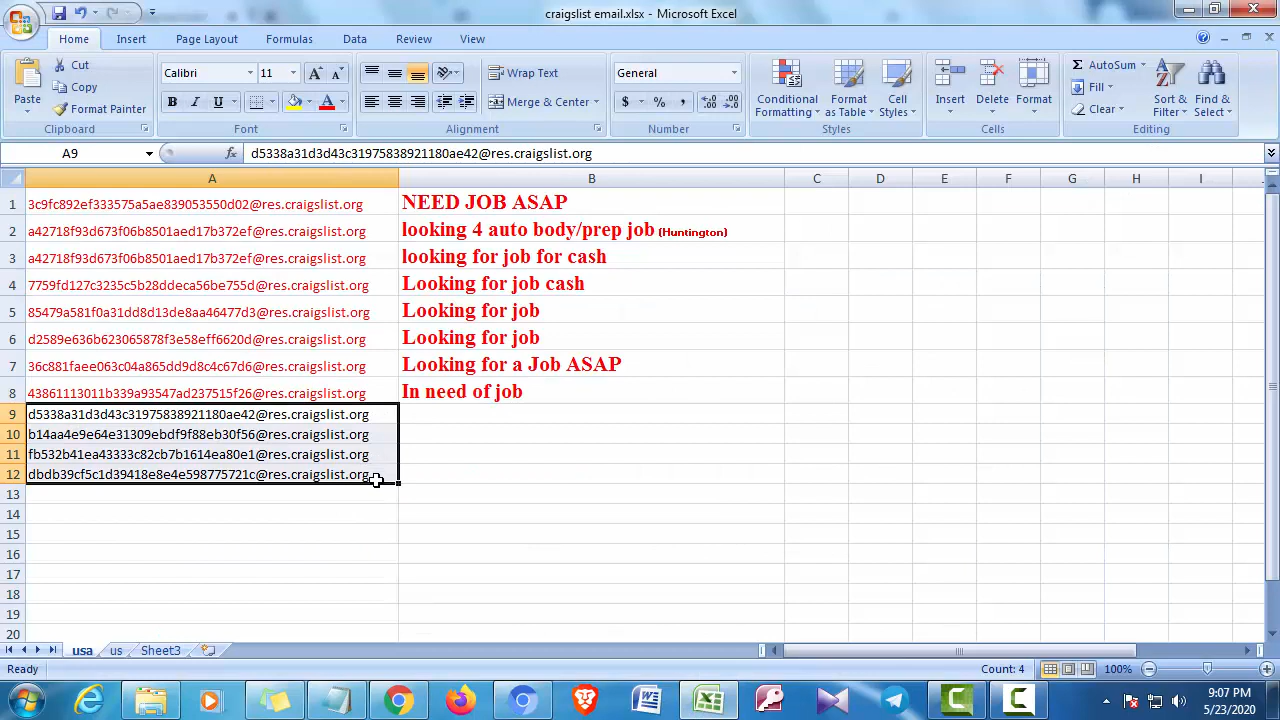 craigslist email.xlsx - Microsoft Excel
Home Insert Page Layout Formulas Data Review View
Paste
Cut
Copy
Format Painter
Clipboard
Calibri 11
B I U
Font
Wrap Text
Merge & Center
Alignment
General
$ % ,
Number
Conditional Formatting
Format as Table
Cell Styles
Styles
Insert Delete Format
Cells
AutoSum
Fill
Clear
Sort & Filter
Find & Select
Editing
A9 fx d5338a31d3d43c31975838921180ae42@res.craigslist.org
A B C D E F G H I
1 3c9fc892ef333575a5ae839053550d02@res.craigslist.org NEED JOB ASAP
2 a42718f93d673f06b8501aed17b372ef@res.craigslist.org looking 4 auto body/prep job (Huntington)
3 a42718f93d673f06b8501aed17b372ef@res.craigslist.org looking for job for cash
4 7759fd127c3235c5b28ddeca56be755d@res.craigslist.org Looking for job cash
5 85479a581f0a31dd8d13de8aa46477d3@res.craigslist.org Looking for job
6 d2589e636b623065878f3e58eff6620d@res.craigslist.org Looking for job
7 36c881faee063c04a865dd9d8c4c67d6@res.craigslist.org Looking for a Job ASAP
8 43861113011b339a93547ad237515f26@res.craigslist.org In need of job
9 d5338a31d3d43c31975838921180ae42@res.craigslist.org
10 b14aa4e9e64e31309ebdf9f88eb30f56@res.craigslist.org
11 fb532b41ea43333c82cb7b1614ea80e1@res.craigslist.org
12 dbdb39cf5c1d39418e8e4e598775721c@res.craigslist.org
13
14
15
16
17
18
19
20
usa us Sheet3
Ready Count: 4 100%
9:07 PM
5/23/2020